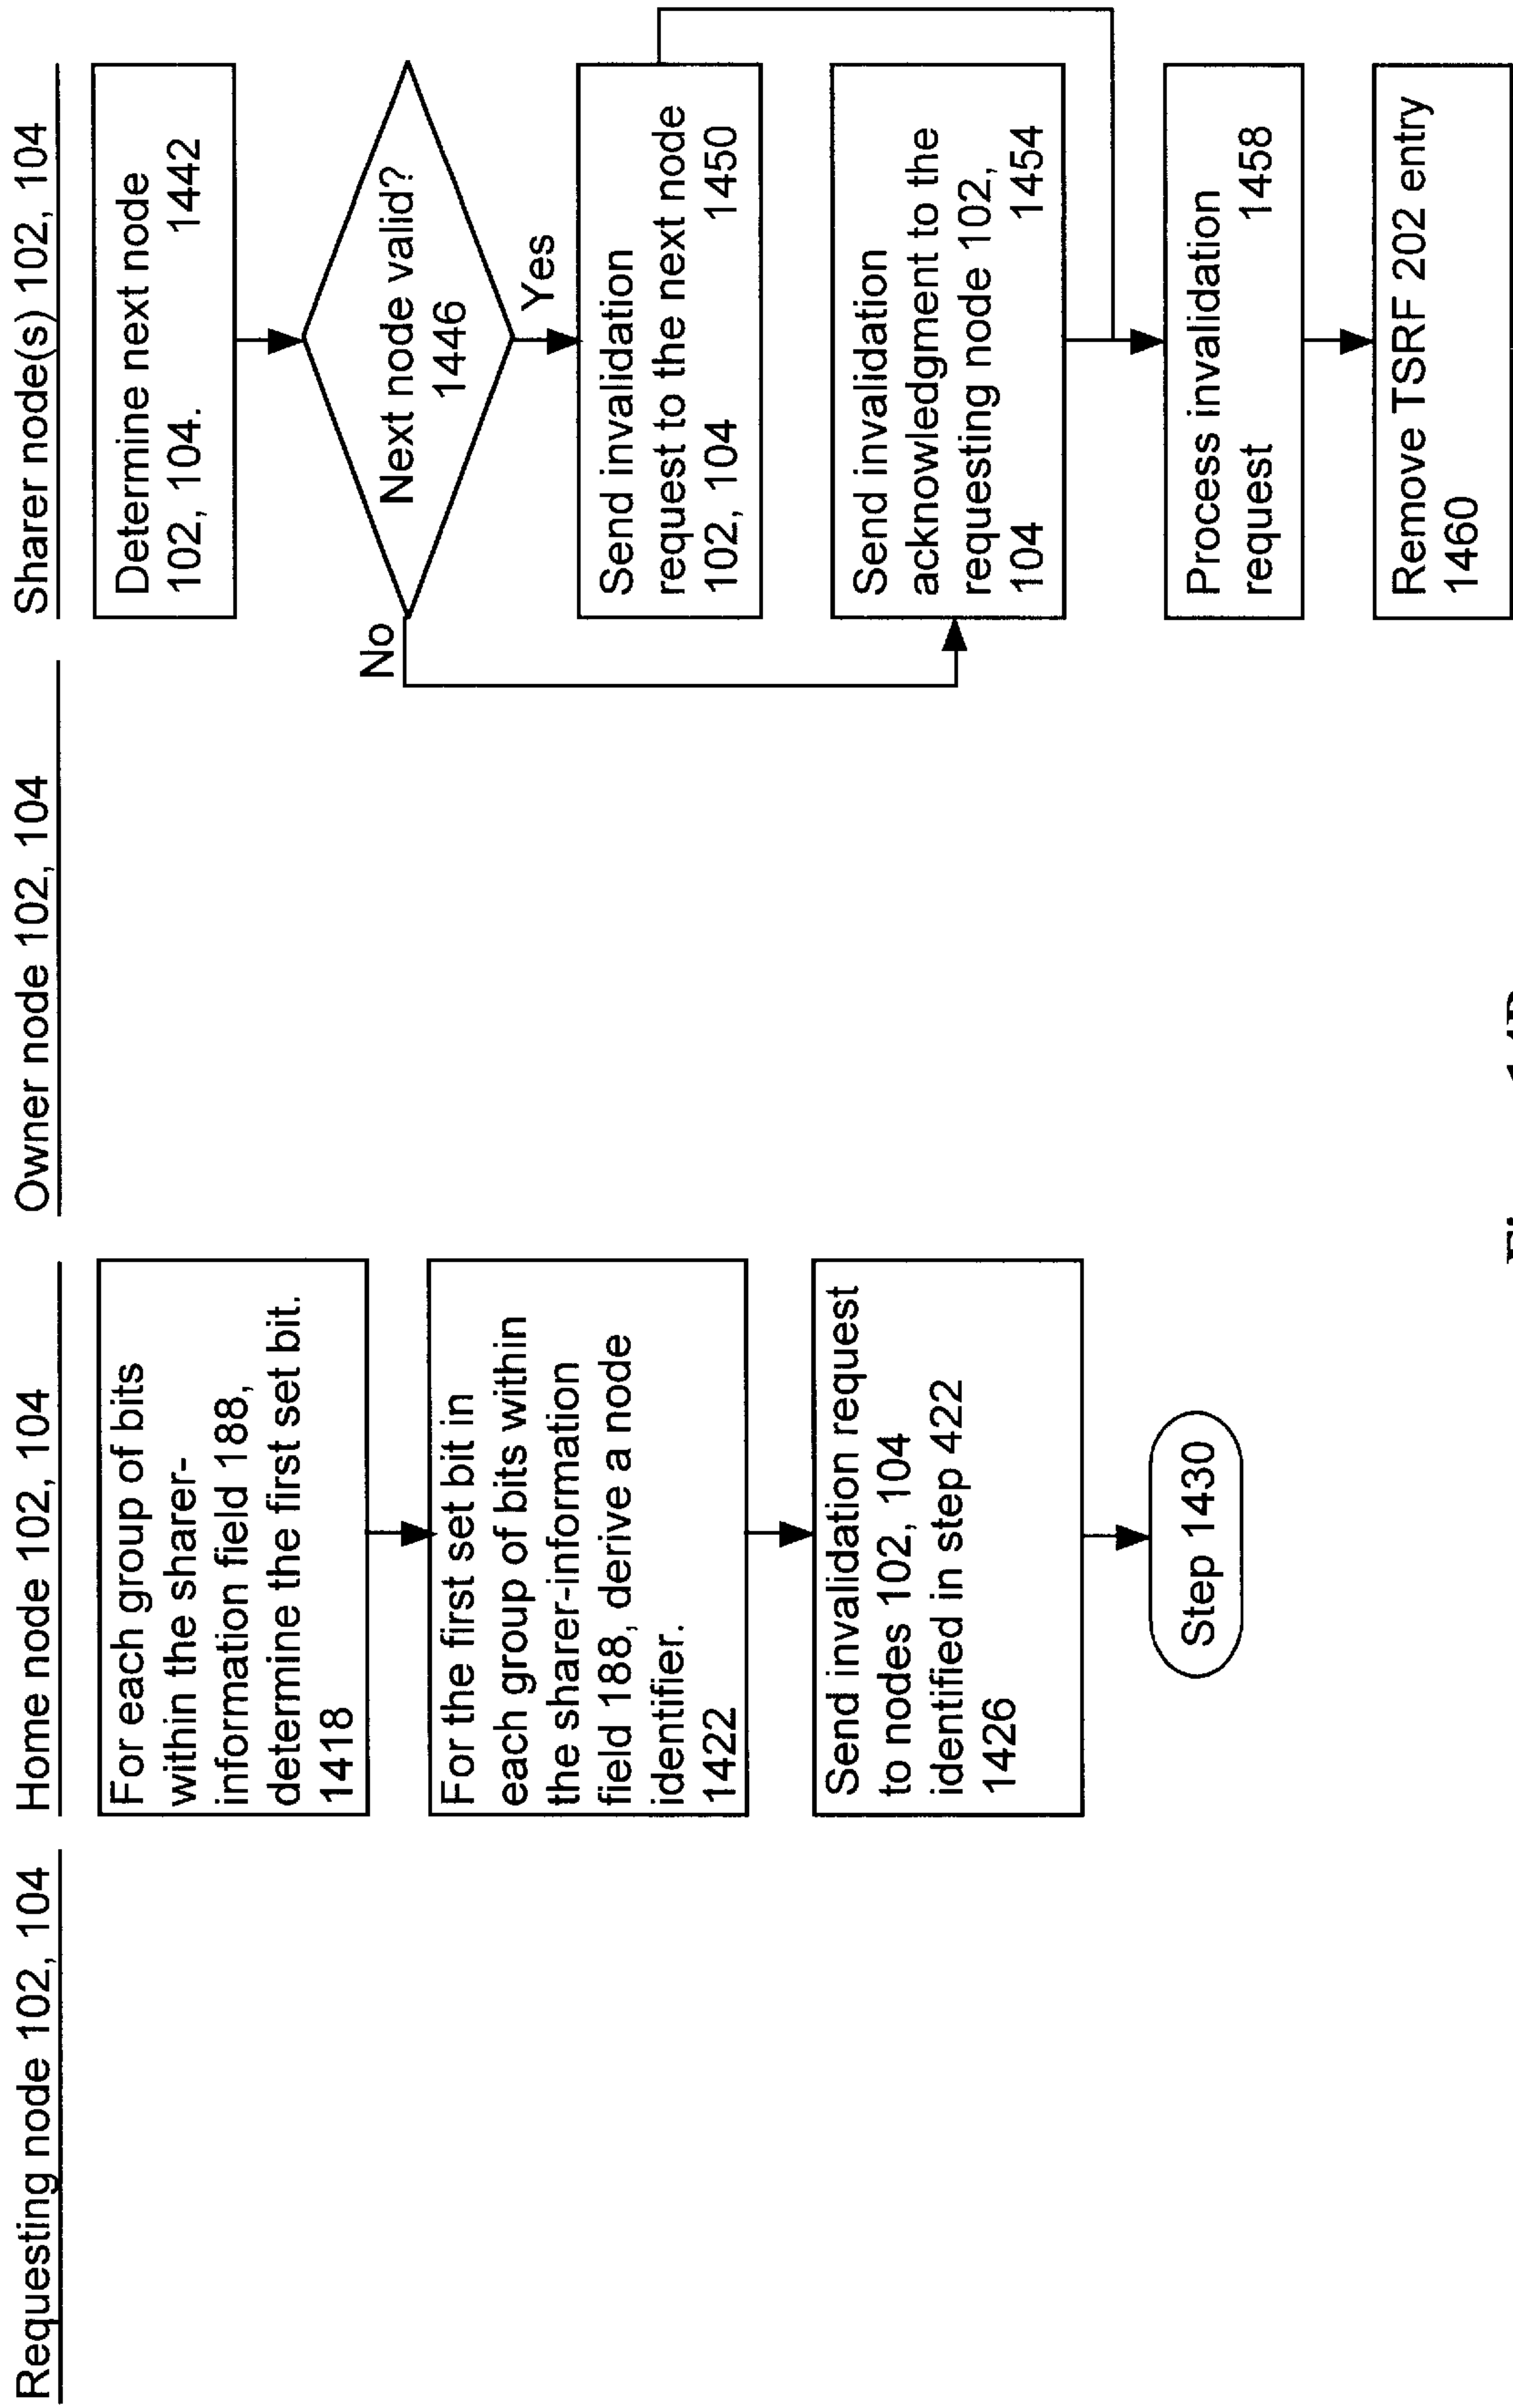 Requesting node 102, 104
Home node 102, 104
Owner node 102, 104
Sharer node(s) 102, 104
For each group of bits
within the sharer-
information field 188,
determine the first set bit.
1418
For the first set bit in
each group of bits within
the sharer-information
field 188, derive a node
identifier.
1422
Send invalidation request
to nodes 102, 104
identified in step 422
1426
Step 1430
Determine next node
102, 104. 1442
Next node valid?
1446
No
Yes
Send invalidation
request to the next node
102, 104 1450
Send invalidation
acknowledgment to the
requesting node 102,
104 1454
Process invalidation
request 1458
Remove TSRF 202 entry
1460